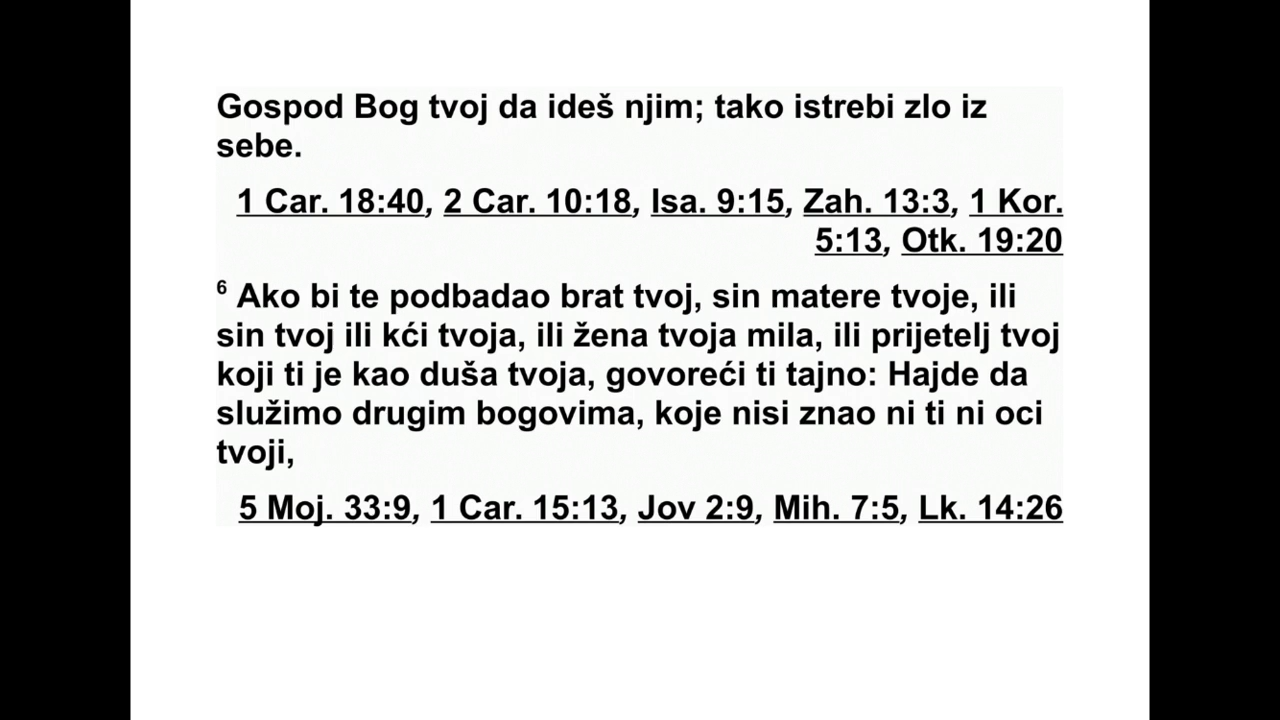 Gospod Bog tvoj da ideš njim; tako istrebi zlo iz
sebe.
1 Car. 18:40, 2 Car. 10:18, Isa. 9:15, Zah. 13:3, 1 Kor.
5:13, Otk. 19:20
6 Ako bi te podbadao brat tvoj, sin matere tvoje, ili
sin tvoj ili kći tvoja, ili žena tvoja mila, ili prijetelj tvoj
koji ti je kao duša tvoja, govoreći ti tajno: Hajde da
služimo drugim bogovima, koje nisi znao ni ti ni oci
tvoji,
5 Moj. 33:9, 1 Car. 15:13, Jov 2:9, Mih. 7:5, Lk. 14:26